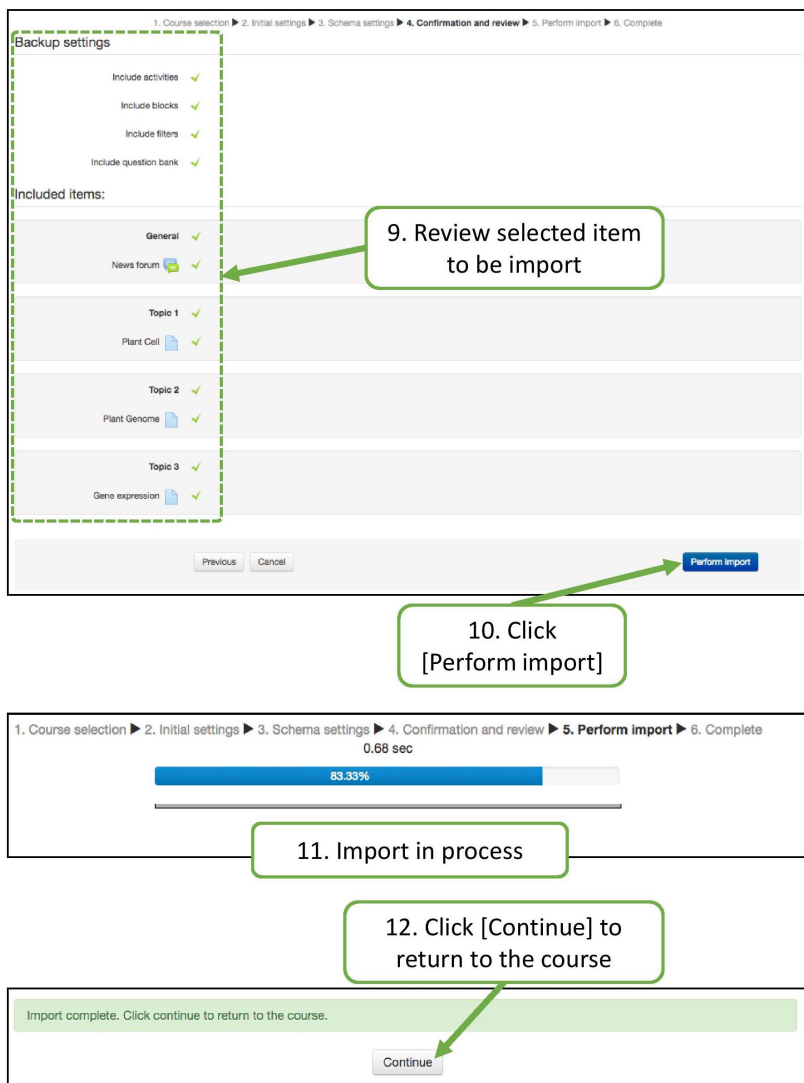 1. Course selection ▶ 2. Initial settings ▶ 3. Schema settings ▶ 4. Confirmation and review ▶ 5. Perform import ▶ 6. Complete
Backup settings
Include activities
Include blocks
Include filters
Include question bank
Included items:
General
News forum
9. Review selected item
to be import
Topic 1
Plant Cell
Topic 2
Plant Genome
Topic 3
Gene expression
Previous Cancel Perform import
10. Click
[Perform import]
1. Course selection ▶ 2. Initial settings ▶ 3. Schema settings ▶ 4. Confirmation and review ▶ 5. Perform import ▶ 6. Complete
0.68 sec
83.33%
11. Import in process
12. Click [Continue] to
return to the course
Import complete. Click continue to return to the course.
Continue